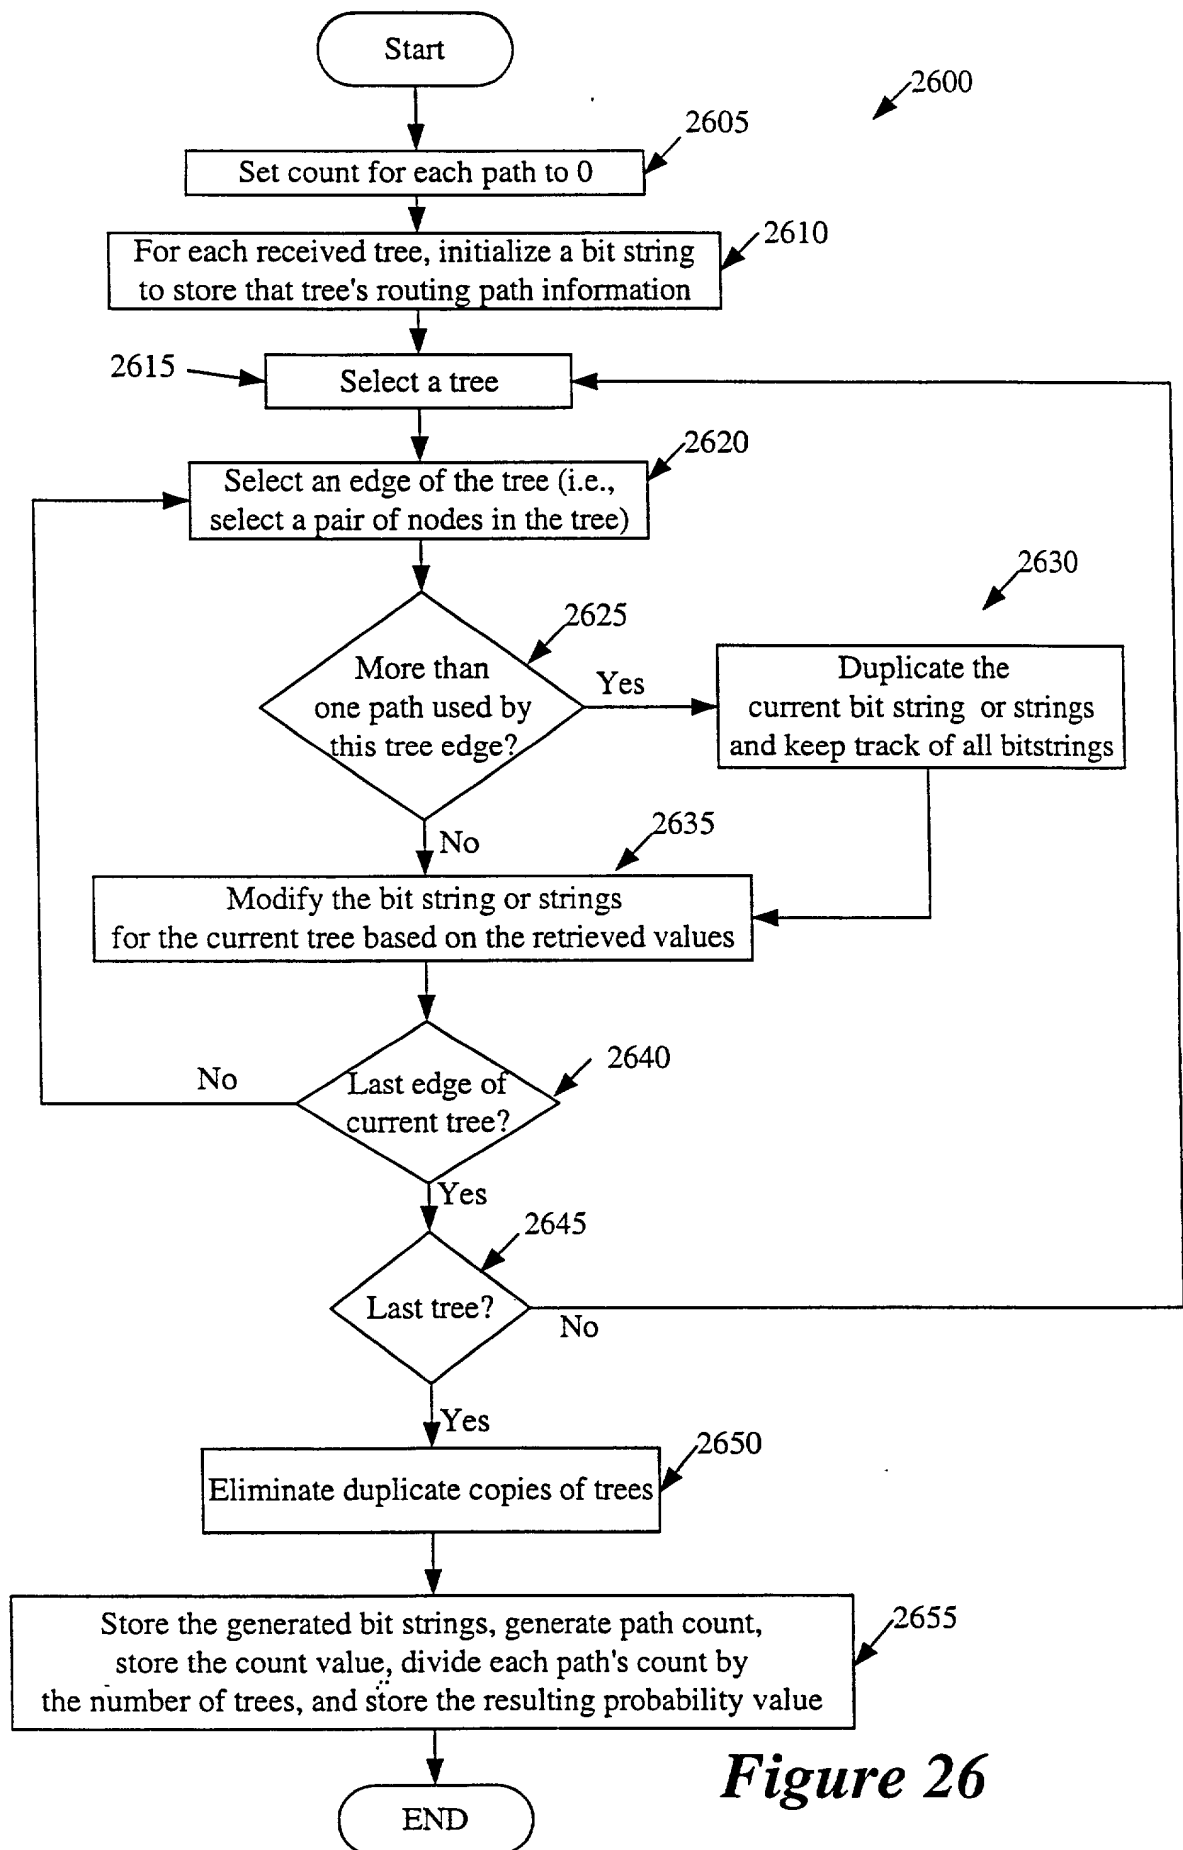 Start
2600
2605
Set count for each path to 0
2610
For each received tree, initialize a bit string
to store that tree's routing path information
2615
Select a tree
2620
Select an edge of the tree (i.e.,
select a pair of nodes in the tree)
2625
More than
one path used by
this tree edge?
Yes
2630
Duplicate the
current bit string or strings
and keep track of all bitstrings
No
2635
Modify the bit string or strings
for the current tree based on the retrieved values
2640
Last edge of
current tree?
No
Yes
2645
Last tree?
No
Yes
2650
Eliminate duplicate copies of trees
2655
Store the generated bit strings, generate path count,
store the count value, divide each path's count by
the number of trees, and store the resulting probability value
END
Figure 26